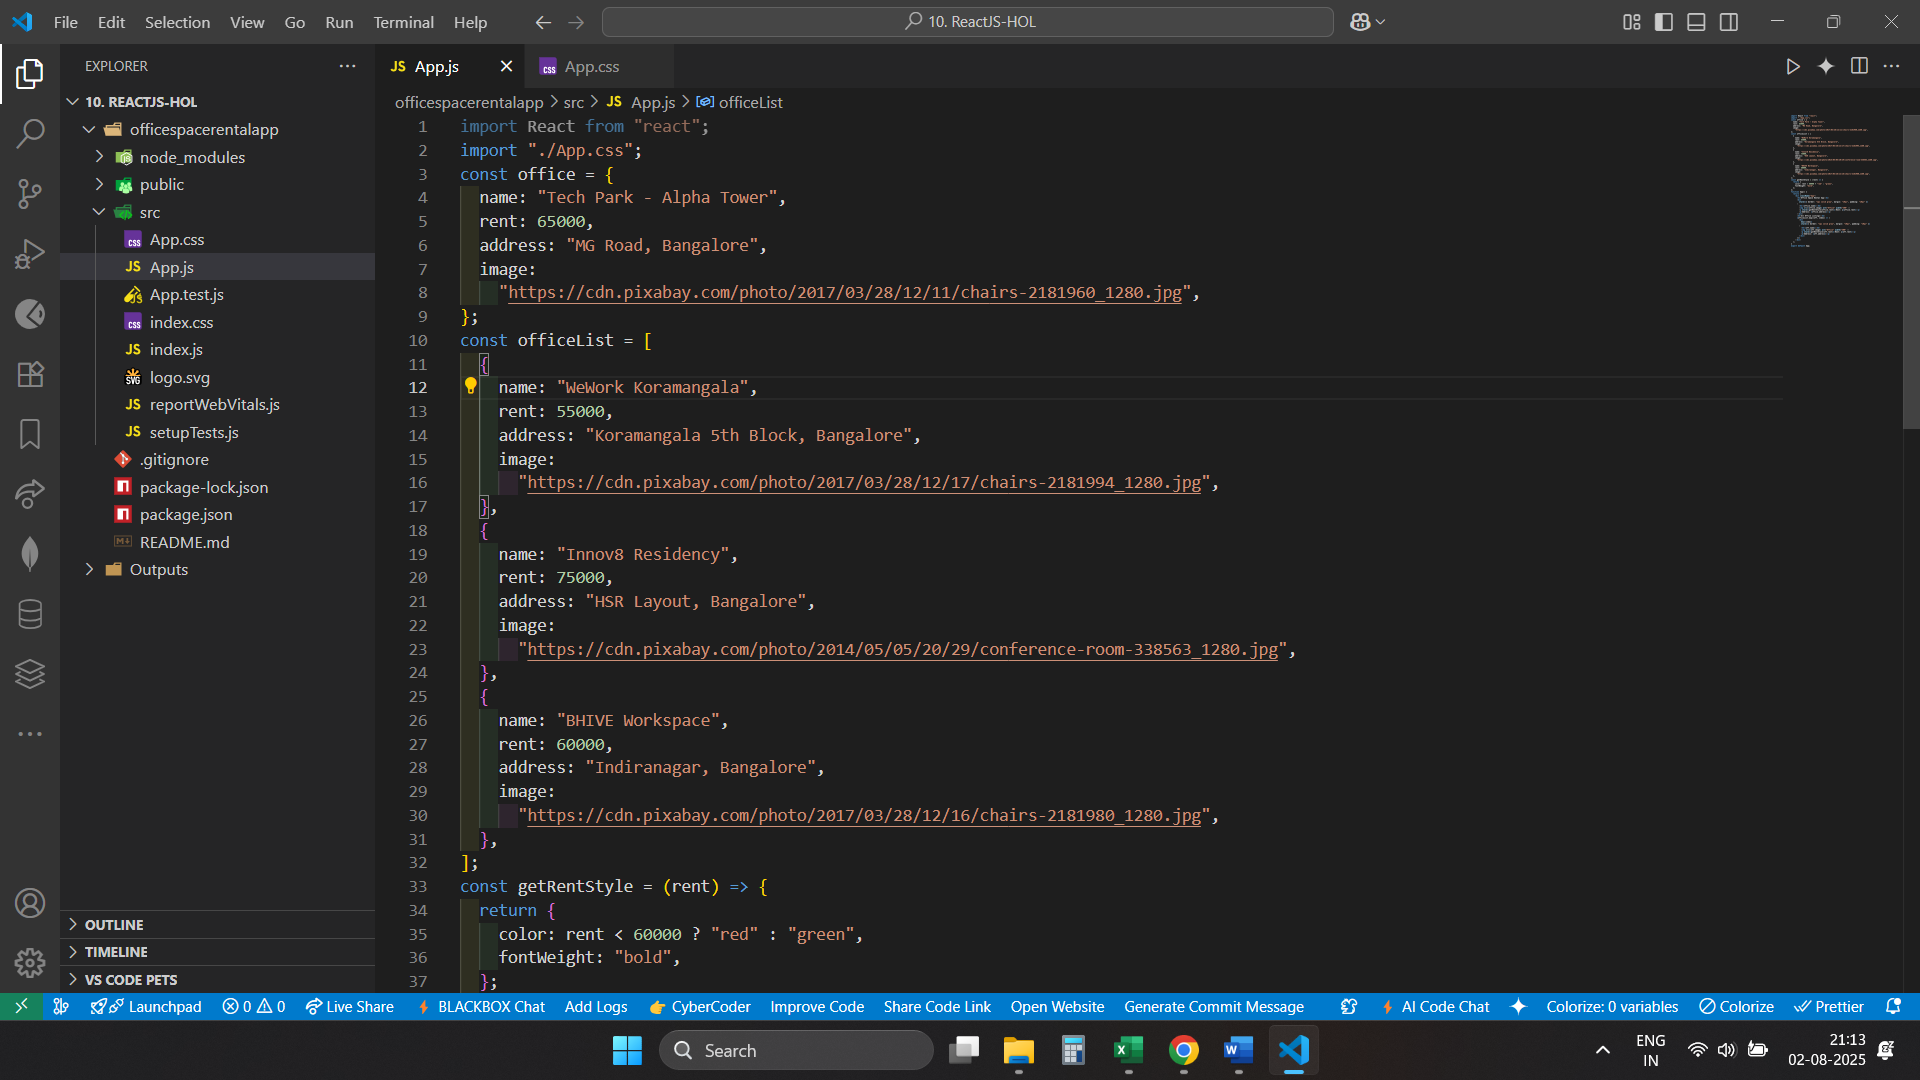 File Edit Selection View Go Run Terminal Help
10. ReactJS-HOL
EXPLORER
10. REACTJS-HOL
officespacerentalapp
node_modules
public
src
App.css
App.js
App.test.js
index.css
index.js
logo.svg
reportWebVitals.js
setupTests.js
.gitignore
package-lock.json
package.json
README.md
Outputs
OUTLINE
TIMELINE
VS CODE PETS
JS App.js
css App.css
officespacerentalapp > src > JS App.js > officeList
1 import React from "react";
2 import "./App.css";
3 const office = {
4 name: "Tech Park - Alpha Tower",
5 rent: 65000,
6 address: "MG Road, Bangalore",
7 image:
8 "https://cdn.pixabay.com/photo/2017/03/28/12/11/chairs-2181960_1280.jpg",
9 };
10 const officeList = [
11 {
12 name: "WeWork Koramangala",
13 rent: 55000,
14 address: "Koramangala 5th Block, Bangalore",
15 image:
16 "https://cdn.pixabay.com/photo/2017/03/28/12/17/chairs-2181994_1280.jpg",
17 },
18 {
19 name: "Innov8 Residency",
20 rent: 75000,
21 address: "HSR Layout, Bangalore",
22 image:
23 "https://cdn.pixabay.com/photo/2014/05/05/20/29/conference-room-338563_1280.jpg",
24 },
25 {
26 name: "BHIVE Workspace",
27 rent: 60000,
28 address: "Indiranagar, Bangalore",
29 image:
30 "https://cdn.pixabay.com/photo/2017/03/28/12/16/chairs-2181980_1280.jpg",
31 },
32 ];
33 const getRentStyle = (rent) => {
34 return {
35 color: rent < 60000 ? "red" : "green",
36 fontWeight: "bold",
37 };
Launchpad 0 0 Live Share BLACKBOX Chat Add Logs CyberCoder Improve Code Share Code Link Open Website Generate Commit Message AI Code Chat Colorize: 0 variables Colorize Prettier
Search
ENG
IN
21:13
02-08-2025